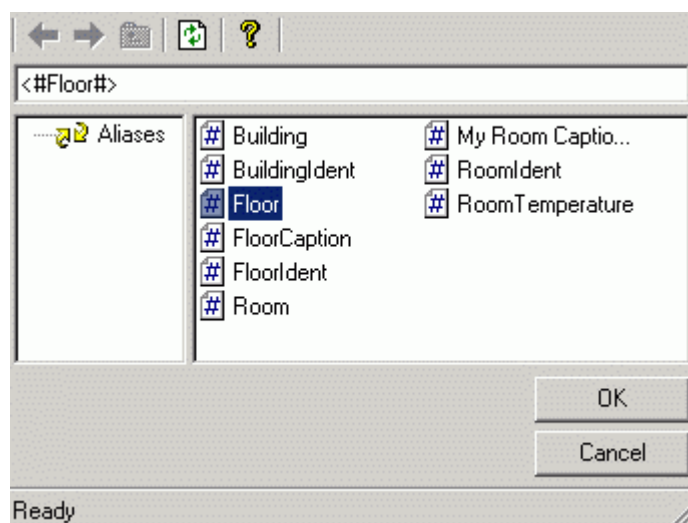 <#Floor#>
Aliases
Building
BuildingIdent
Floor
FloorCaption
FloorIdent
Room
My Room Captio...
RoomIdent
RoomTemperature
OK
Cancel
Ready